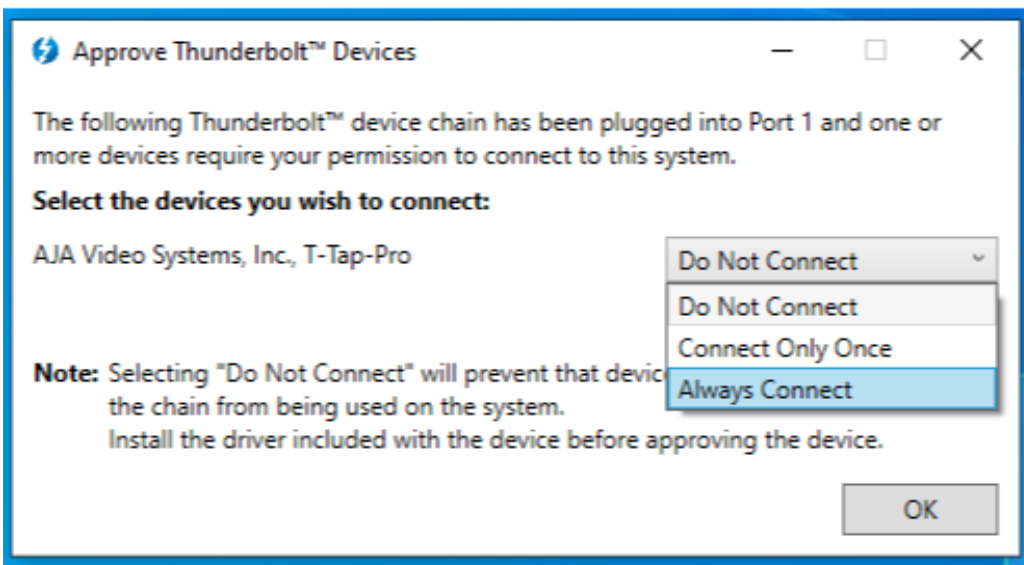 Approve Thunderbolt™ Devices
The following Thunderbolt™ device chain has been plugged into Port 1 and one or
more devices require your permission to connect to this system.
Select the devices you wish to connect:
AJA Video Systems, Inc., T-Tap-Pro
Do Not Connect
Do Not Connect
Connect Only Once
Always Connect
Note: Selecting "Do Not Connect" will prevent that
the chain from being used on the system.
Install the driver included with the device before approving the device.
OK